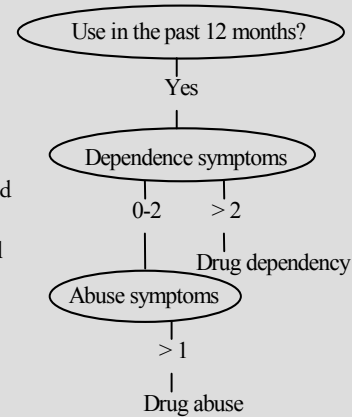 Use in the past 12 months?
Yes
Dependence symptoms
0-2 > 2
Drug dependency
Abuse symptoms
> 1
Drug abuse